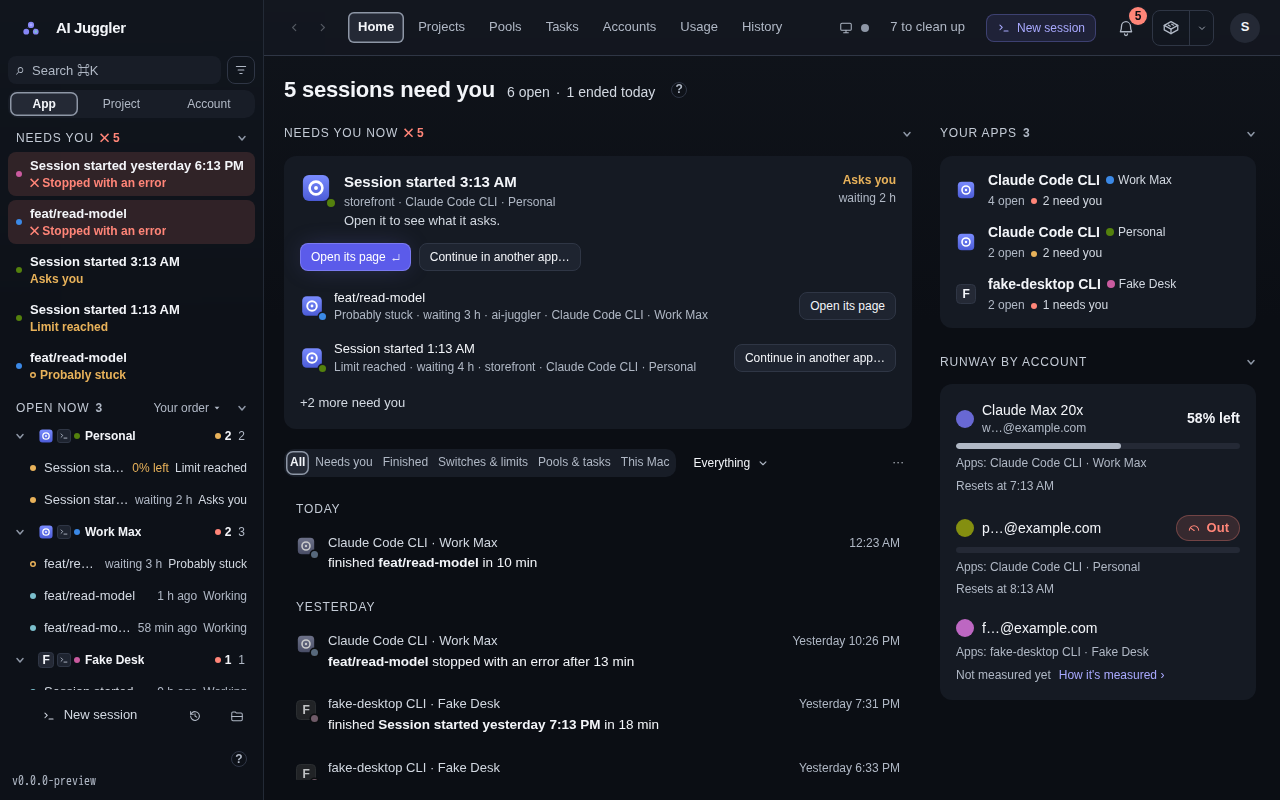 AI Juggler
Search ⌘K
App Project Account
NEEDS YOU 5
Session started yesterday 6:13 PM
Stopped with an error
feat/read-model
Stopped with an error
Session started 3:13 AM
Asks you
Session started 1:13 AM
Limit reached
feat/read-model
Probably stuck
OPEN NOW 3 Your order
Personal 2 2
Session sta… 0% left Limit reached
Session star… waiting 2 h Asks you
Work Max 2 3
feat/re… waiting 3 h Probably stuck
feat/read-model 1 h ago Working
feat/read-mo… 58 min ago Working
F Fake Desk 1 1
New session
?
v0.0.0-preview
Home Projects Pools Tasks Accounts Usage History
7 to clean up
New session
5
S
5 sessions need you 6 open · 1 ended today ?
NEEDS YOU NOW 5
Session started 3:13 AM
storefront · Claude Code CLI · Personal
Open it to see what it asks.
Asks you
waiting 2 h
Open its page Continue in another app…
feat/read-model
Probably stuck · waiting 3 h · ai-juggler · Claude Code CLI · Work Max
Open its page
Session started 1:13 AM
Limit reached · waiting 4 h · storefront · Claude Code CLI · Personal
Continue in another app…
+2 more need you
All Needs you Finished Switches & limits Pools & tasks This Mac Everything ···
TODAY
Claude Code CLI · Work Max 12:23 AM
finished feat/read-model in 10 min
YESTERDAY
Claude Code CLI · Work Max Yesterday 10:26 PM
feat/read-model stopped with an error after 13 min
F fake-desktop CLI · Fake Desk Yesterday 7:31 PM
finished Session started yesterday 7:13 PM in 18 min
F fake-desktop CLI · Fake Desk Yesterday 6:33 PM
YOUR APPS 3
Claude Code CLI Work Max
4 open 2 need you
Claude Code CLI Personal
2 open 2 need you
F fake-desktop CLI Fake Desk
2 open 1 needs you
RUNWAY BY ACCOUNT
Claude Max 20x
w…@example.com
58% left
Apps: Claude Code CLI · Work Max
Resets at 7:13 AM
p…@example.com Out
Apps: Claude Code CLI · Personal
Resets at 8:13 AM
f…@example.com
Apps: fake-desktop CLI · Fake Desk
Not measured yet How it's measured ›